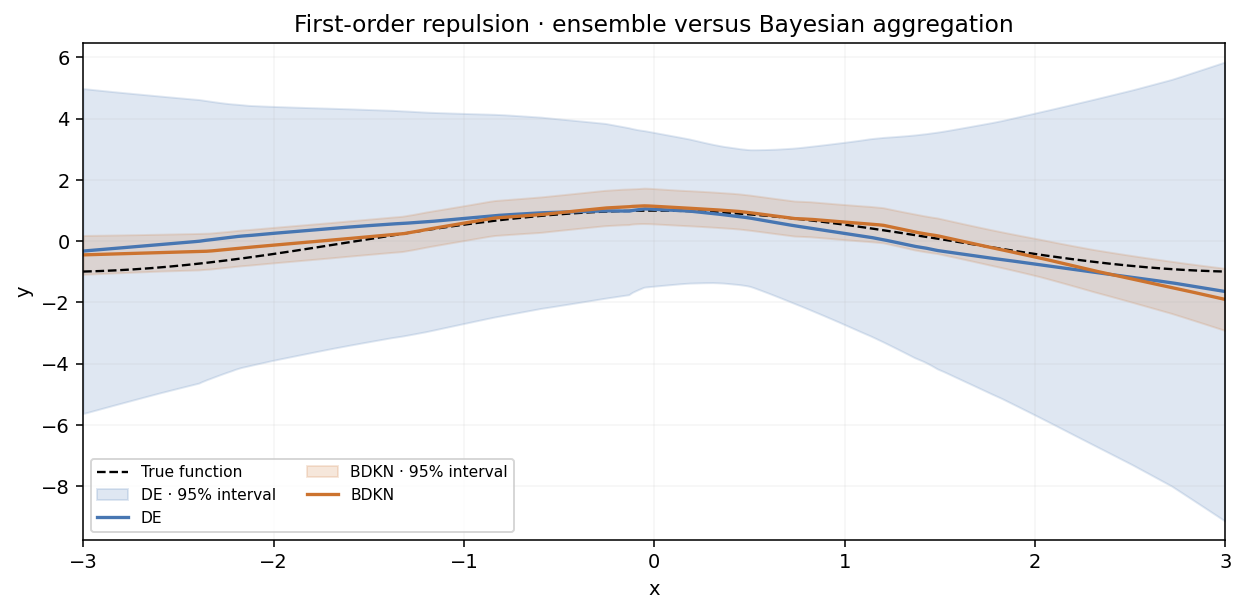 First-order repulsion · ensemble versus Bayesian aggregation
6
4
2
0
−2
−4
−6
−8
y
True function
DE · 95% interval
DE
BDKN · 95% interval
BDKN
−3
−2
−1
0
1
2
3
x